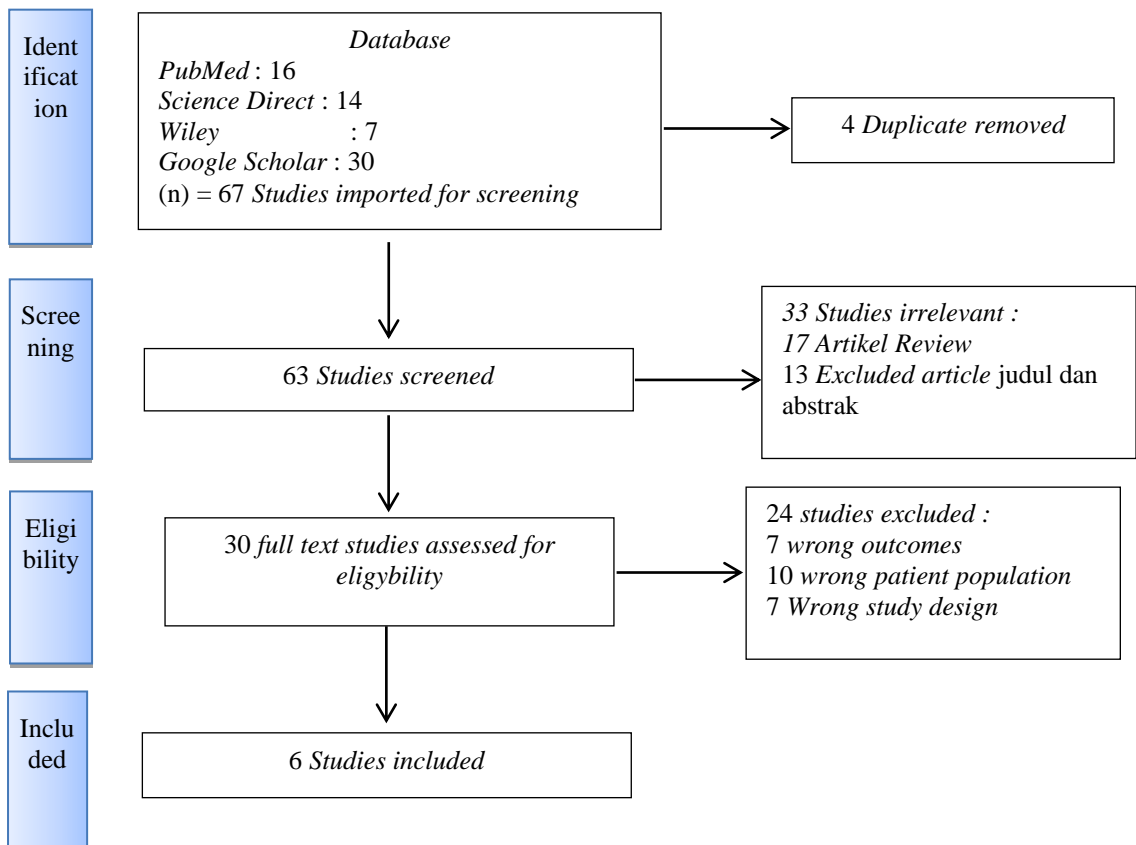 Ident
ificat
ion
Database
PubMed : 16
Science Direct : 14
Wiley : 7
Google Scholar : 30
(n) = 67 Studies imported for screening
4 Duplicate removed
Scree
ning
63 Studies screened
33 Studies irrelevant :
17 Artikel Review
13 Excluded article judul dan
abstrak
Eligi
bility
30 full text studies assessed for
eligybility
24 studies excluded :
7 wrong outcomes
10 wrong patient population
7 Wrong study design
Inclu
ded
6 Studies included